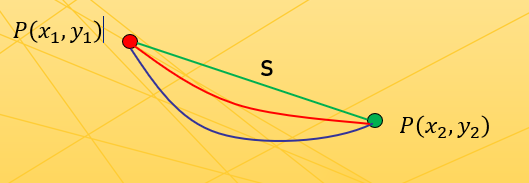 P(x₁, y₁)
S
P(x₂, y₂)